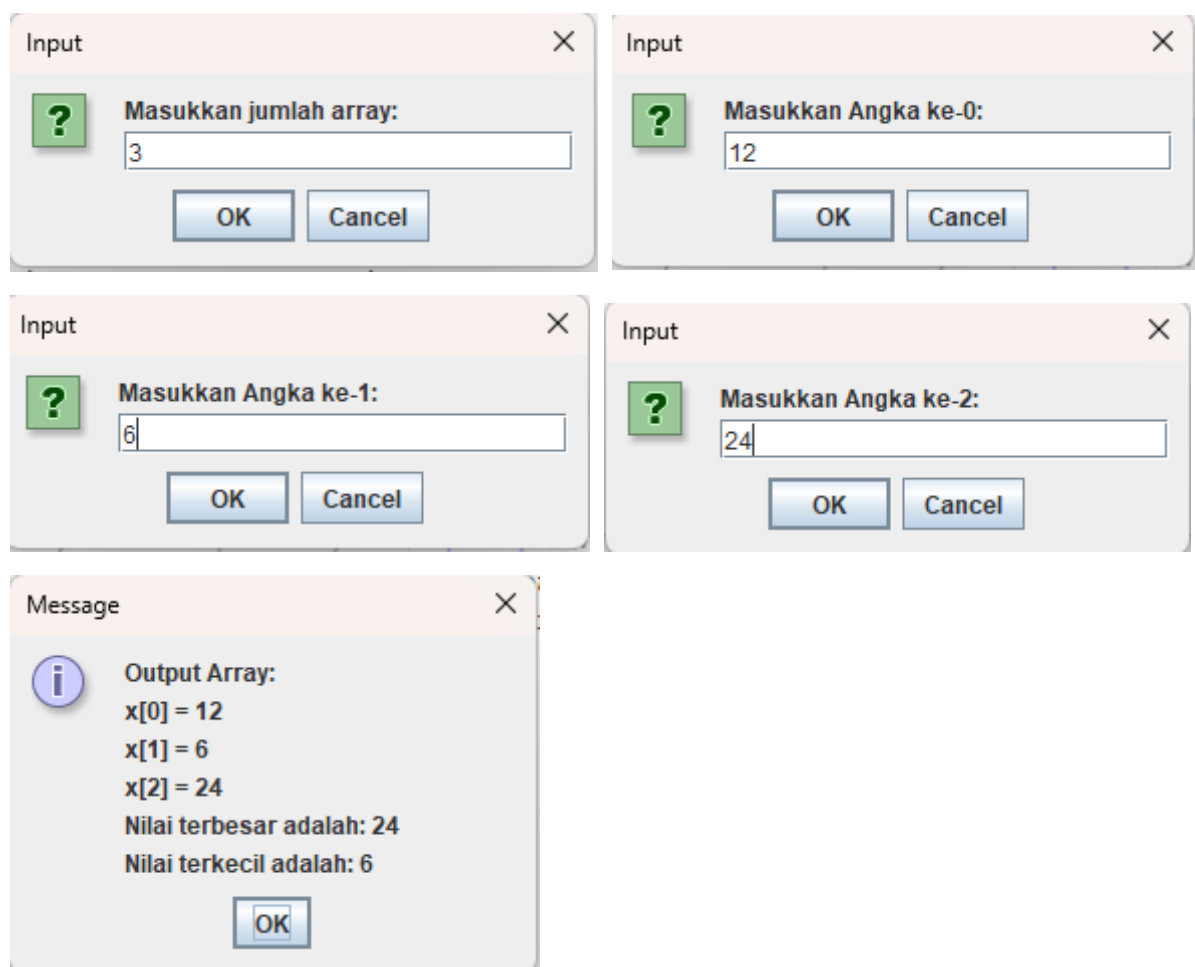 Input
Masukkan jumlah array:
3
OK Cancel
Input
Masukkan Angka ke-0:
12
OK Cancel
Input
Masukkan Angka ke-1:
6
OK Cancel
Input
Masukkan Angka ke-2:
24
OK Cancel
Message
Output Array:
x[0] = 12
x[1] = 6
x[2] = 24
Nilai terbesar adalah: 24
Nilai terkecil adalah: 6
OK